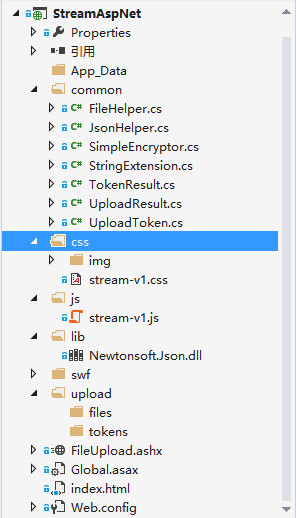 StreamAspNet
Properties
引用
App_Data
common
C# FileHelper.cs
C# JsonHelper.cs
C# SimpleEncryptor.cs
C# StringExtension.cs
C# TokenResult.cs
C# UploadResult.cs
C# UploadToken.cs
css
img
stream-v1.css
js
stream-v1.js
lib
NewtonsoftJson.dll
swf
upload
files
tokens
FileUpload.ashx
Global.asax
index.html
Web.config